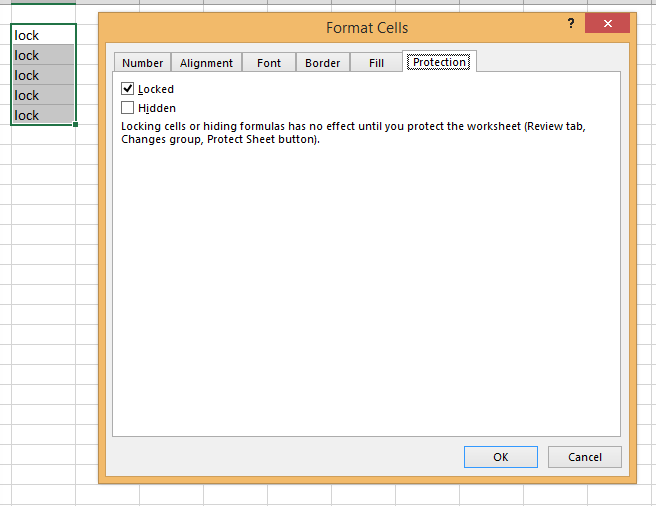 Format Cells
?
lock
lock
lock
lock
lock
Number Alignment Font Border Fill Protection
Locked
Hidden
Locking cells or hiding formulas has no effect until you protect the worksheet (Review tab,
Changes group, Protect Sheet button).
OK Cancel